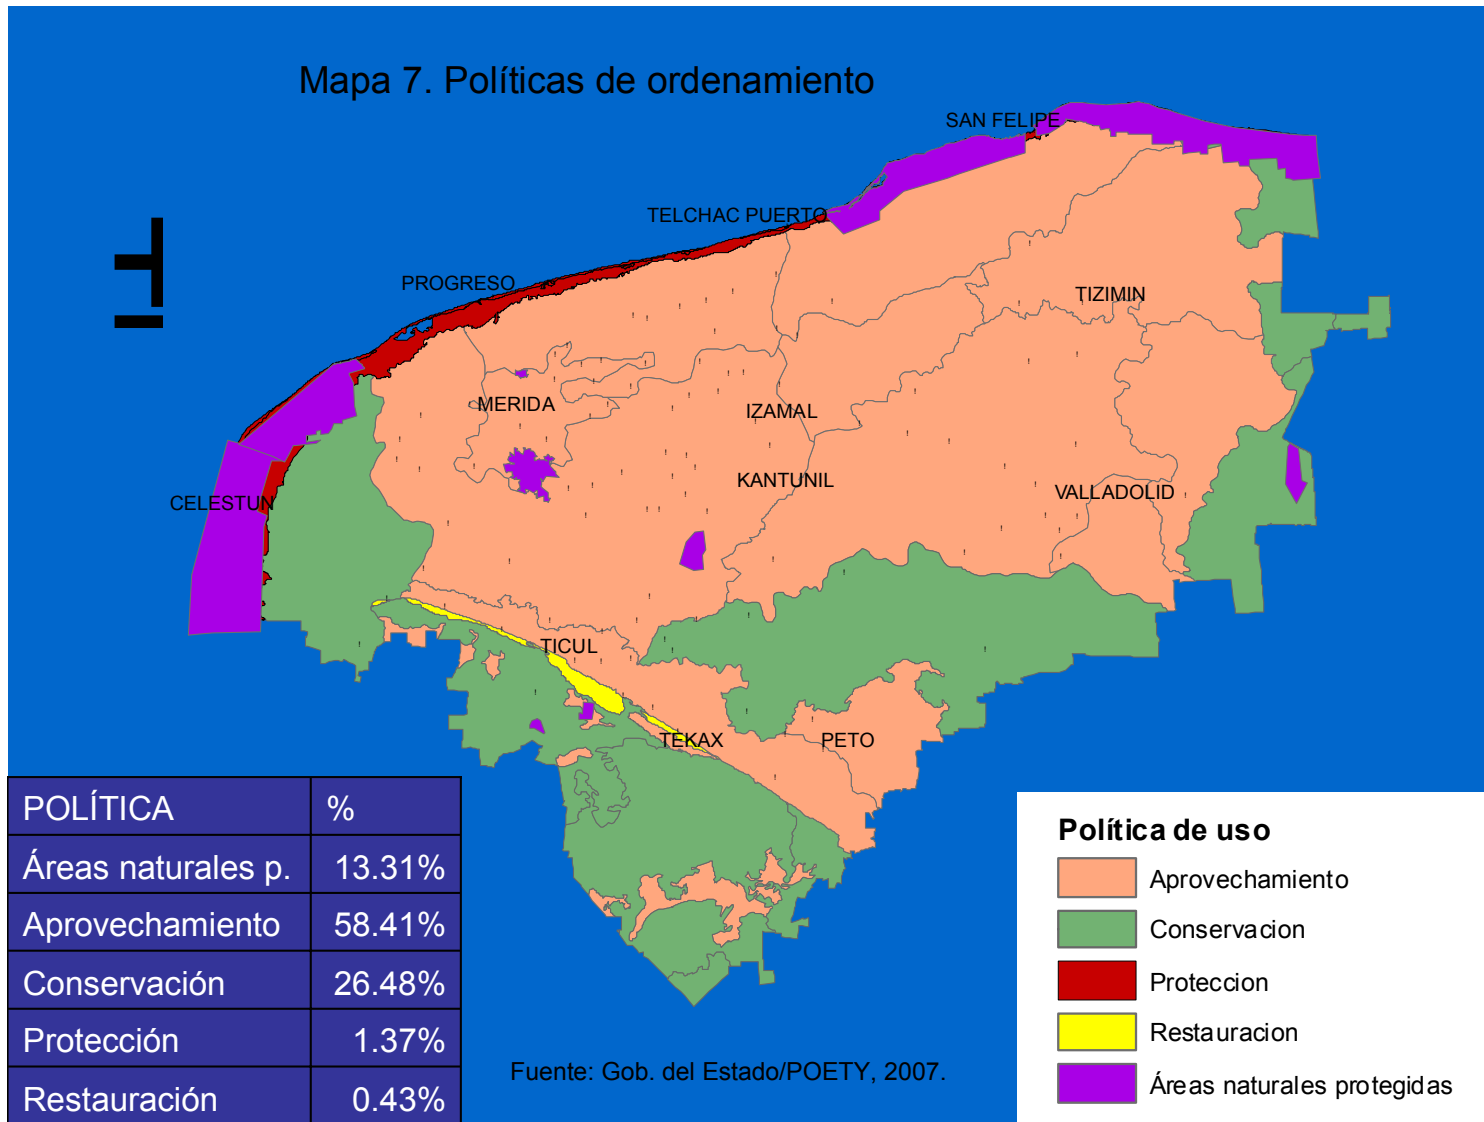 Mapa 7. Políticas de ordenamiento
SAN FELIPE
TELCHAC PUERTO
PROGRESO
TIZIMIN
MERIDA
IZAMAL
KANTUNIL
VALLADOLID
CELESTUN
TICUL
TEKAX
PETO
POLÍTICA %
Áreas naturales p. 13.31%
Aprovechamiento 58.41%
Conservación 26.48%
Protección 1.37%
Restauración 0.43%
Fuente: Gob. del Estado/POETY, 2007.
Política de uso
Aprovechamiento
Conservacion
Proteccion
Restauracion
Áreas naturales protegidas